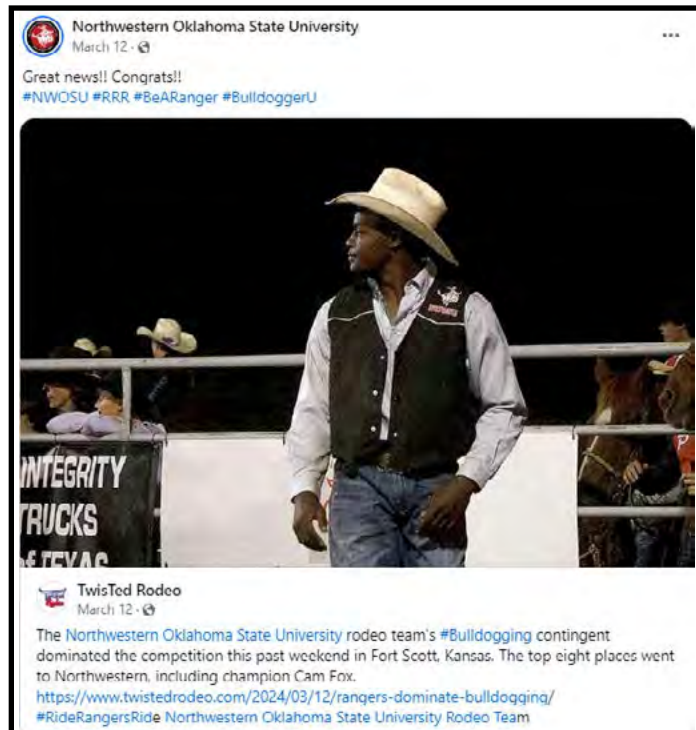 Northwestern Oklahoma State University
March 12 ·
Great news!! Congrats!!
#NWOSU #RRR #BeARanger #BulldoggerU
INTEGRITY
TRUCKS
of TEXAS
TwisTed Rodeo
March 12 ·
The Northwestern Oklahoma State University rodeo team's #Bulldogging contingent
dominated the competition this past weekend in Fort Scott, Kansas. The top eight places went
to Northwestern, including champion Cam Fox.
https://www.twistedrodeo.com/2024/03/12/rangers-dominate-bulldogging/
#RideRangersRide Northwestern Oklahoma State University Rodeo Team